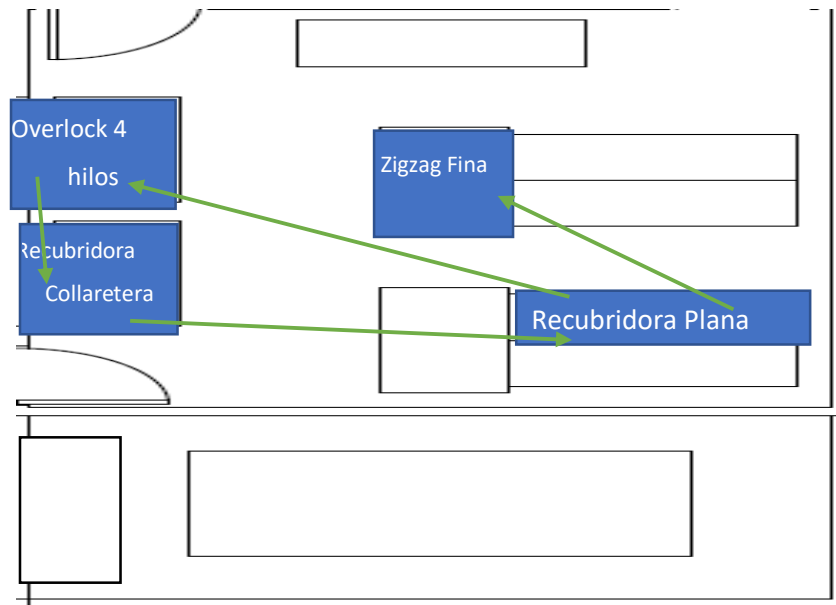 Overlock 4
hilos
Zigzag Fina
Recubridora
Collaretera
Recubridora Plana